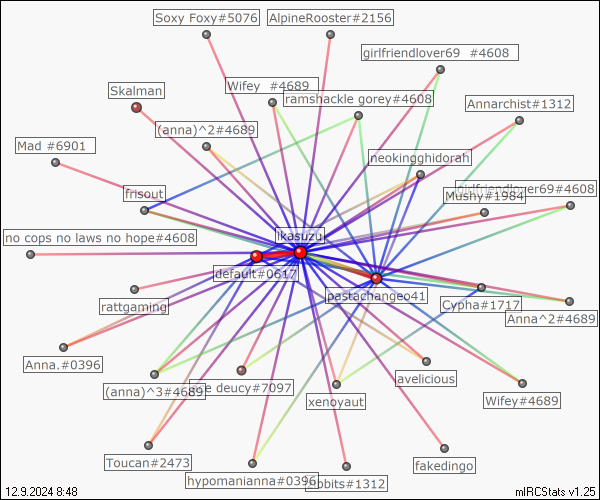 Soxy Foxy#5076
AlpineRooster#2156
girlfriendlover69 #4608
Skalman
Wifey #4689
ramshackle gorey#4608
Annarchist#1312
(anna)^2#4689
Mad #6901
neokingghidorah
frisout
girlfriendlover69#4608
Mushy#1984
no cops no laws no hope#4608
ikasuzu
default#0617
pastachangeo41
rattgaming
Cypha#1717
Anna^2#4689
Anna.#0396
(anna)^3#4689
deucy#7097
avelicious
xenoyaut
Wifey#4689
Toucan#2473
hypomanianna#0396
#1312
fakedingo
12.9.2024 8:48
mIRCStats v1.25